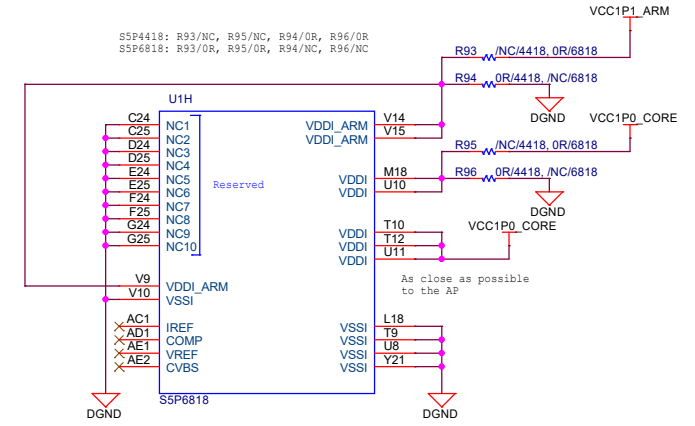 VCC1P1_ARM
S5P4418: R93/NC, R95/NC, R94/0R, R96/0R
S5P6818: R93/0R, R95/0R, R94/NC, R96/NC
R93 /NC/4418, 0R/6818
R94 0R/4418, /NC/6818
DGND
U1H
VCC1P0_CORE
C24 NC1 VDDI_ARM V14
C25 NC2 VDDI_ARM V15
D24 NC3
R95 /NC/4418, 0R/6818
D25 NC4
E24 NC5 VDDI M18
R96 0R/4418, /NC/6818
E25 NC6 Reserved VDDI U10
F24 NC7
DGND
F25 NC8
VCC1P0_CORE
G24 NC9 VDDI T10
G25 NC10 VDDI T12
VDDI U11
As close as possible
to the AP
V9 VDDI_ARM
V10 VSSI
AC1 IREF VSSI L18
AD1 COMP VSSI T9
AE1 VREF VSSI U8
AE2 CVBS VSSI Y21
S5P6818
DGND
DGND